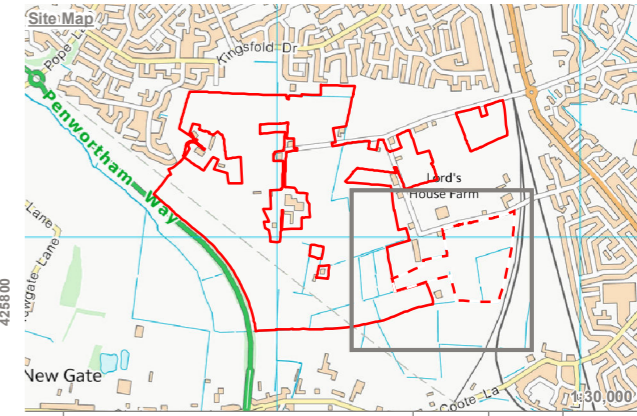 Site Map
Pope L
Kingsfold Dr
Penwortham Way
Lord's
House Farm
Lane
wgate Lane
425800
New Gate
Coote La
1:30,000